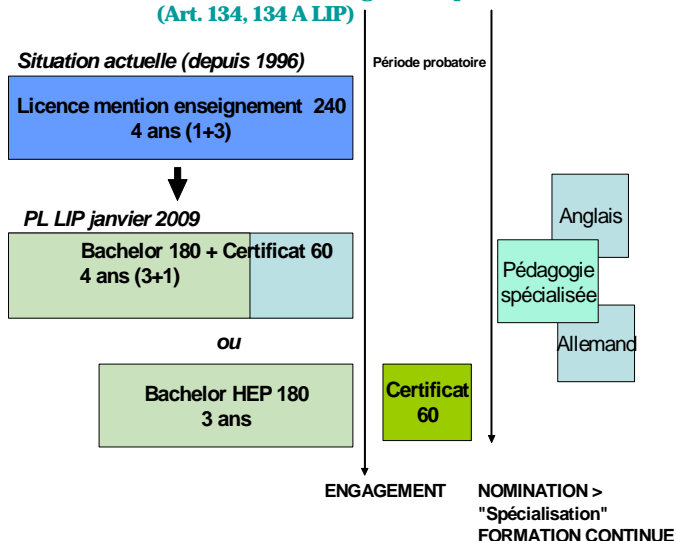 (Art. 134, 134 A LIP)
Situation actuelle (depuis 1996)
Période probatoire
Licence mention enseignement 240
4 ans (1+3)
PL LIP janvier 2009
Bachelor 180 + Certificat 60
4 ans (3+1)
Anglais
Pédagogie
spécialisée
Allemand
ou
Bachelor HEP 180
3 ans
Certificat
60
ENGAGEMENT
NOMINATION >
"Spécialisation"
FORMATION CONTINUE